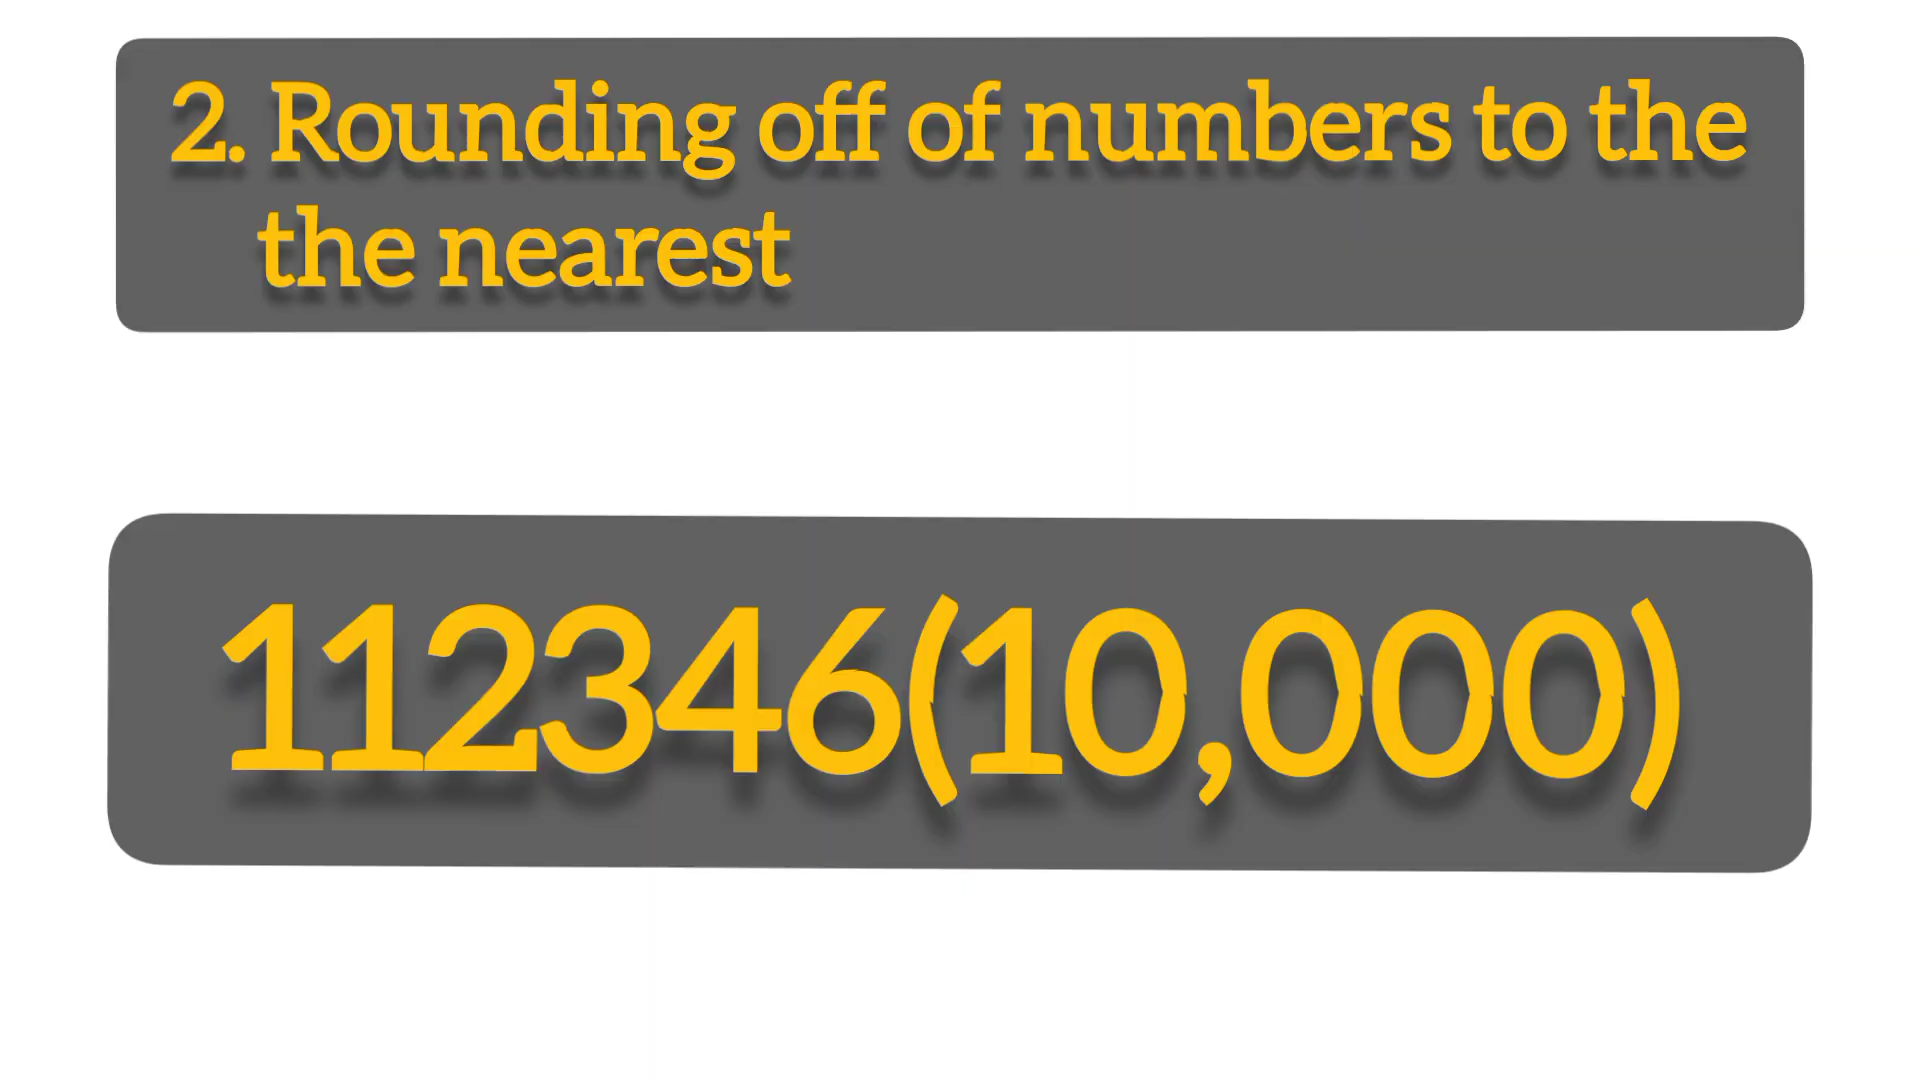 2. Rounding off of numbers to the
the nearest
112346(10,000)